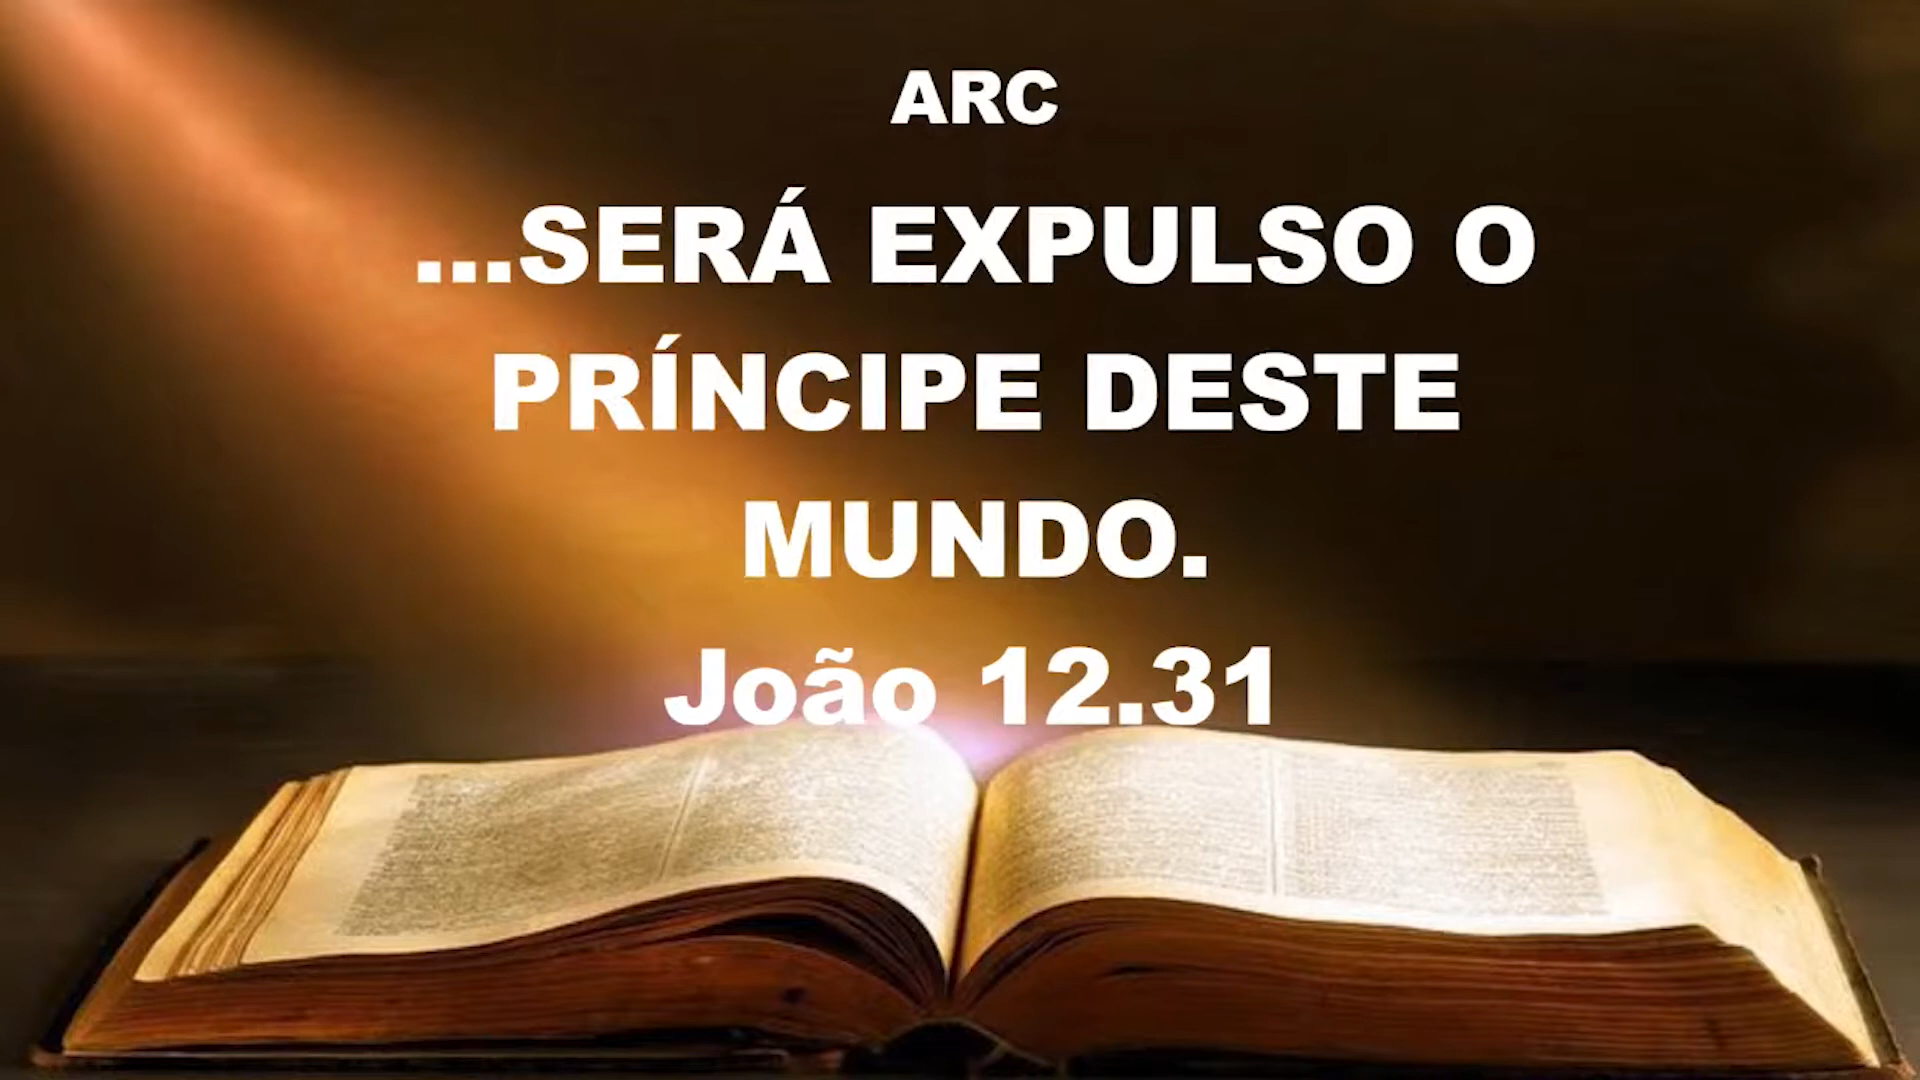 ARC
...SERÁ EXPULSO O
PRÍNCIPE DESTE
MUNDO.
João 12.31